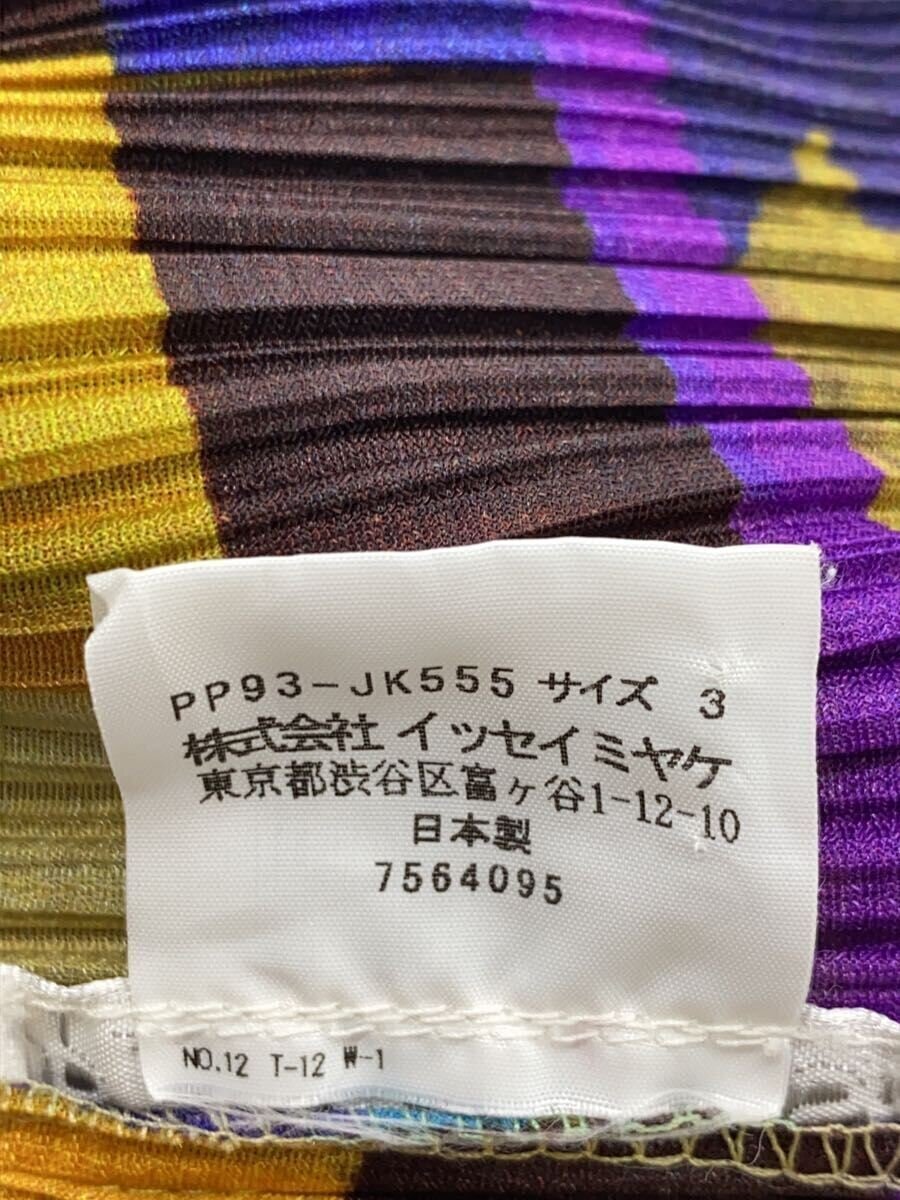 PP93-JK555 サイズ 3
株式会社 イッセイミヤケ
東京都渋谷区富ヶ谷1-12-10
日本製
7564095
NO.12 T-12 W-1